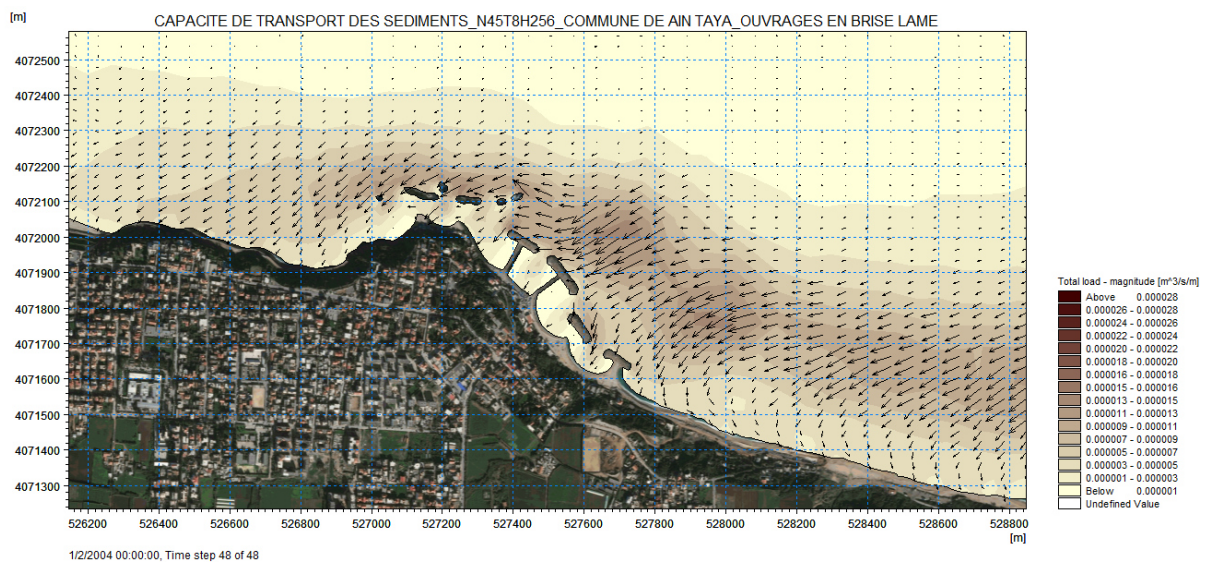 CAPACITE DE TRANSPORT DES SEDIMENTS_N45T8H256_COMMUNE DE AIN TAYA_OUVRAGES EN BRISE LAME
[m]
4072500
4072400
4072300
4072200
4072100
4072000
4071900
4071800
4071700
4071600
4071500
4071400
4071300
526200 526400 526600 526800 527000 527200 527400 527600 527800 528000 528200 528400 528600 528800
[m]
1/2/2004 00:00:00, Time step 48 of 48
Total load - magnitude [m^3/s/m]
Above 0.000028
0.000026 - 0.000028
0.000024 - 0.000026
0.000022 - 0.000024
0.000020 - 0.000022
0.000018 - 0.000020
0.000016 - 0.000018
0.000015 - 0.000016
0.000013 - 0.000015
0.000011 - 0.000013
0.000009 - 0.000011
0.000007 - 0.000009
0.000005 - 0.000007
0.000003 - 0.000005
0.000001 - 0.000003
Below 0.000001
Undefined Value